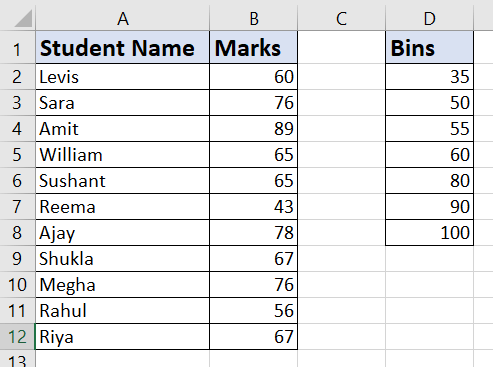 A B C D
1 Student Name Marks Bins
2 Levis 60 35
3 Sara 76 50
4 Amit 89 55
5 William 65 60
6 Sushant 65 80
7 Reema 43 90
8 Ajay 78 100
9 Shukla 67
10 Megha 76
11 Rahul 56
12 Riya 67
13